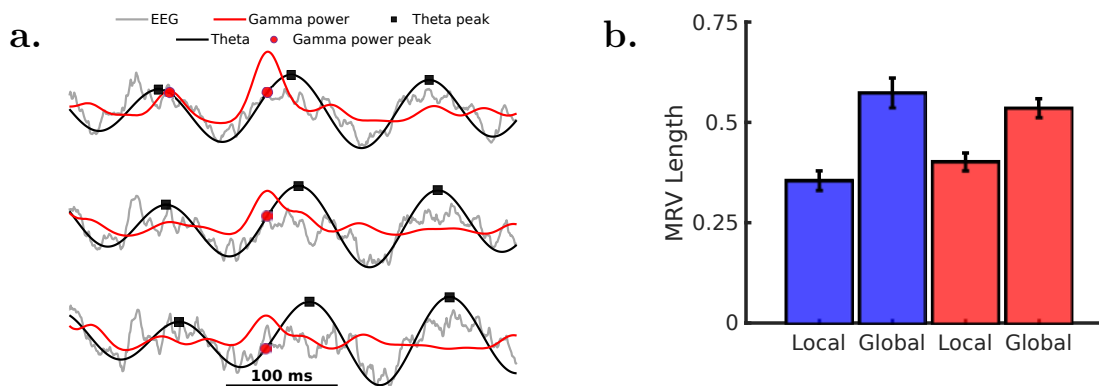 a.
EEG Gamma power Theta peak
Theta Gamma power peak
100 ms
b.
MRV Length
0.75
0.5
0.25
0
Local Global Local Global